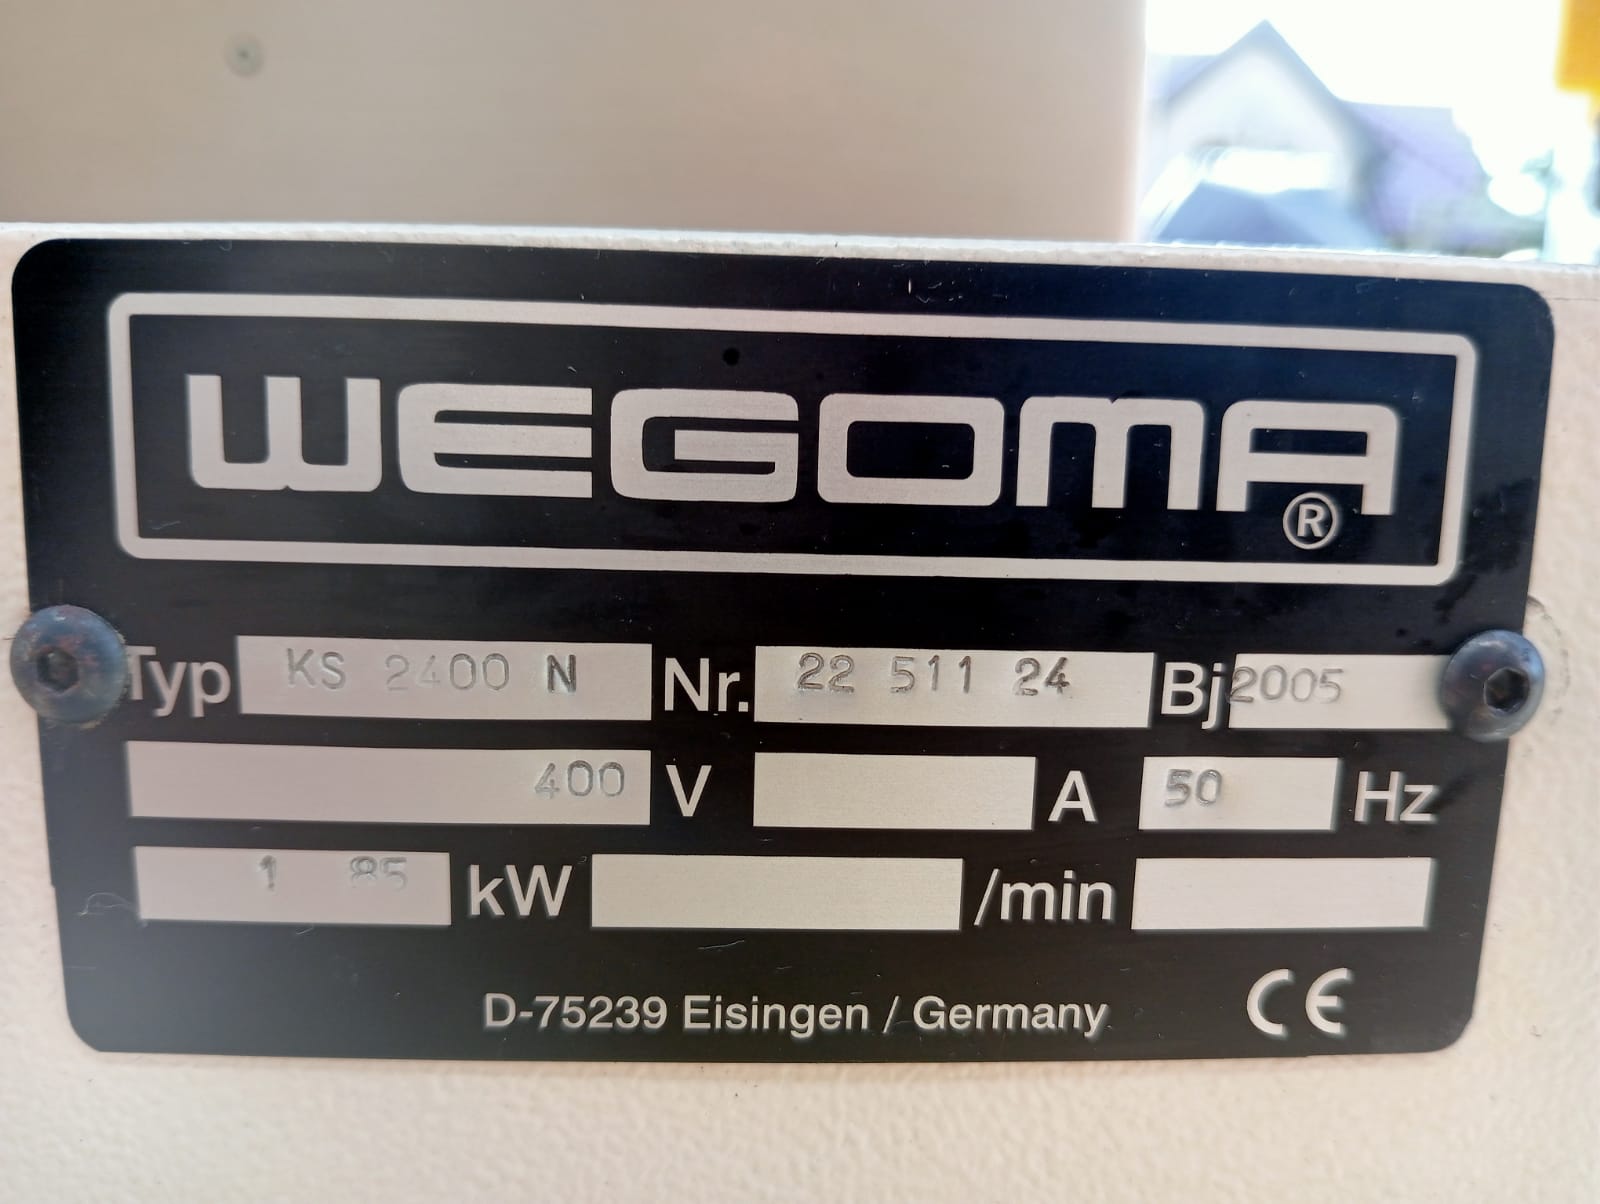 WEGOMA®
Typ KS 2400 N Nr. 22 511 24 Bj 2005
400 V A 50 Hz
1 85 kW /min
D-75239 Eisingen / Germany CE